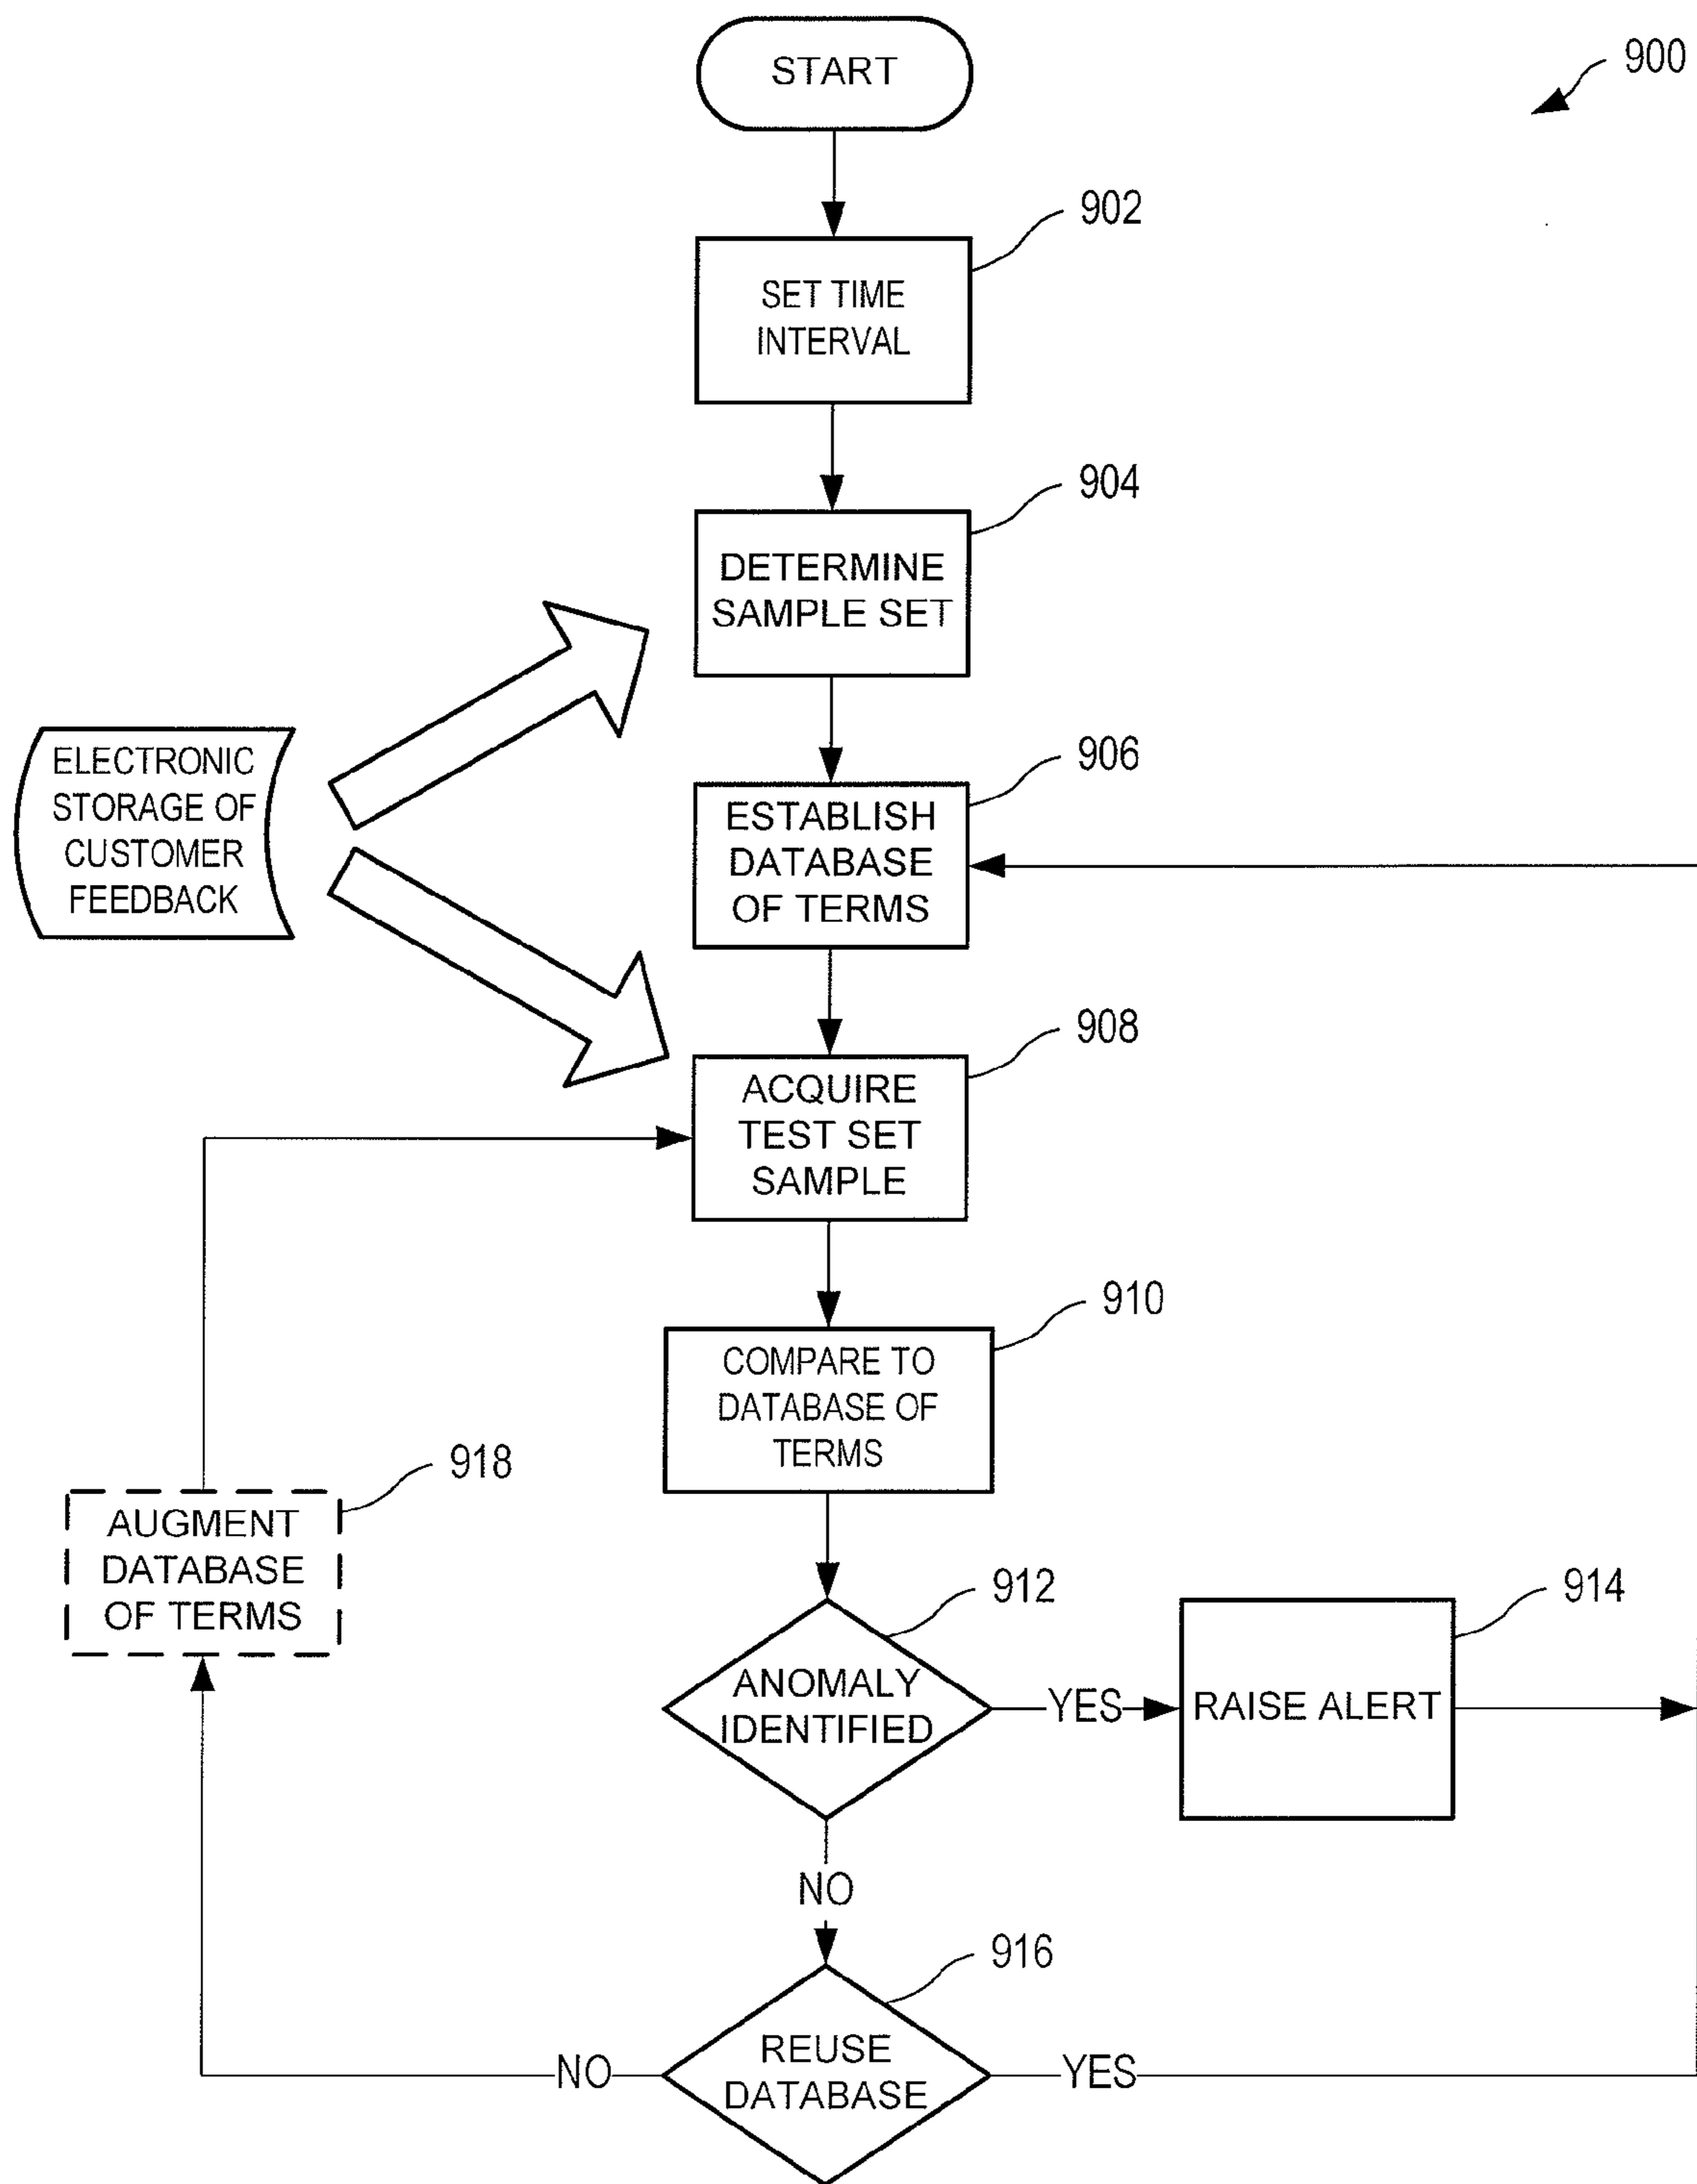 START
900
902
SET TIME
INTERVAL
904
DETERMINE
SAMPLE SET
ELECTRONIC
STORAGE OF
CUSTOMER
FEEDBACK
906
ESTABLISH
DATABASE
OF TERMS
908
ACQUIRE
TEST SET
SAMPLE
910
COMPARE TO
DATABASE OF
TERMS
918
AUGMENT
DATABASE
OF TERMS
912
ANOMALY
IDENTIFIED
YES
914
RAISE ALERT
NO
916
REUSE
DATABASE
NO
YES